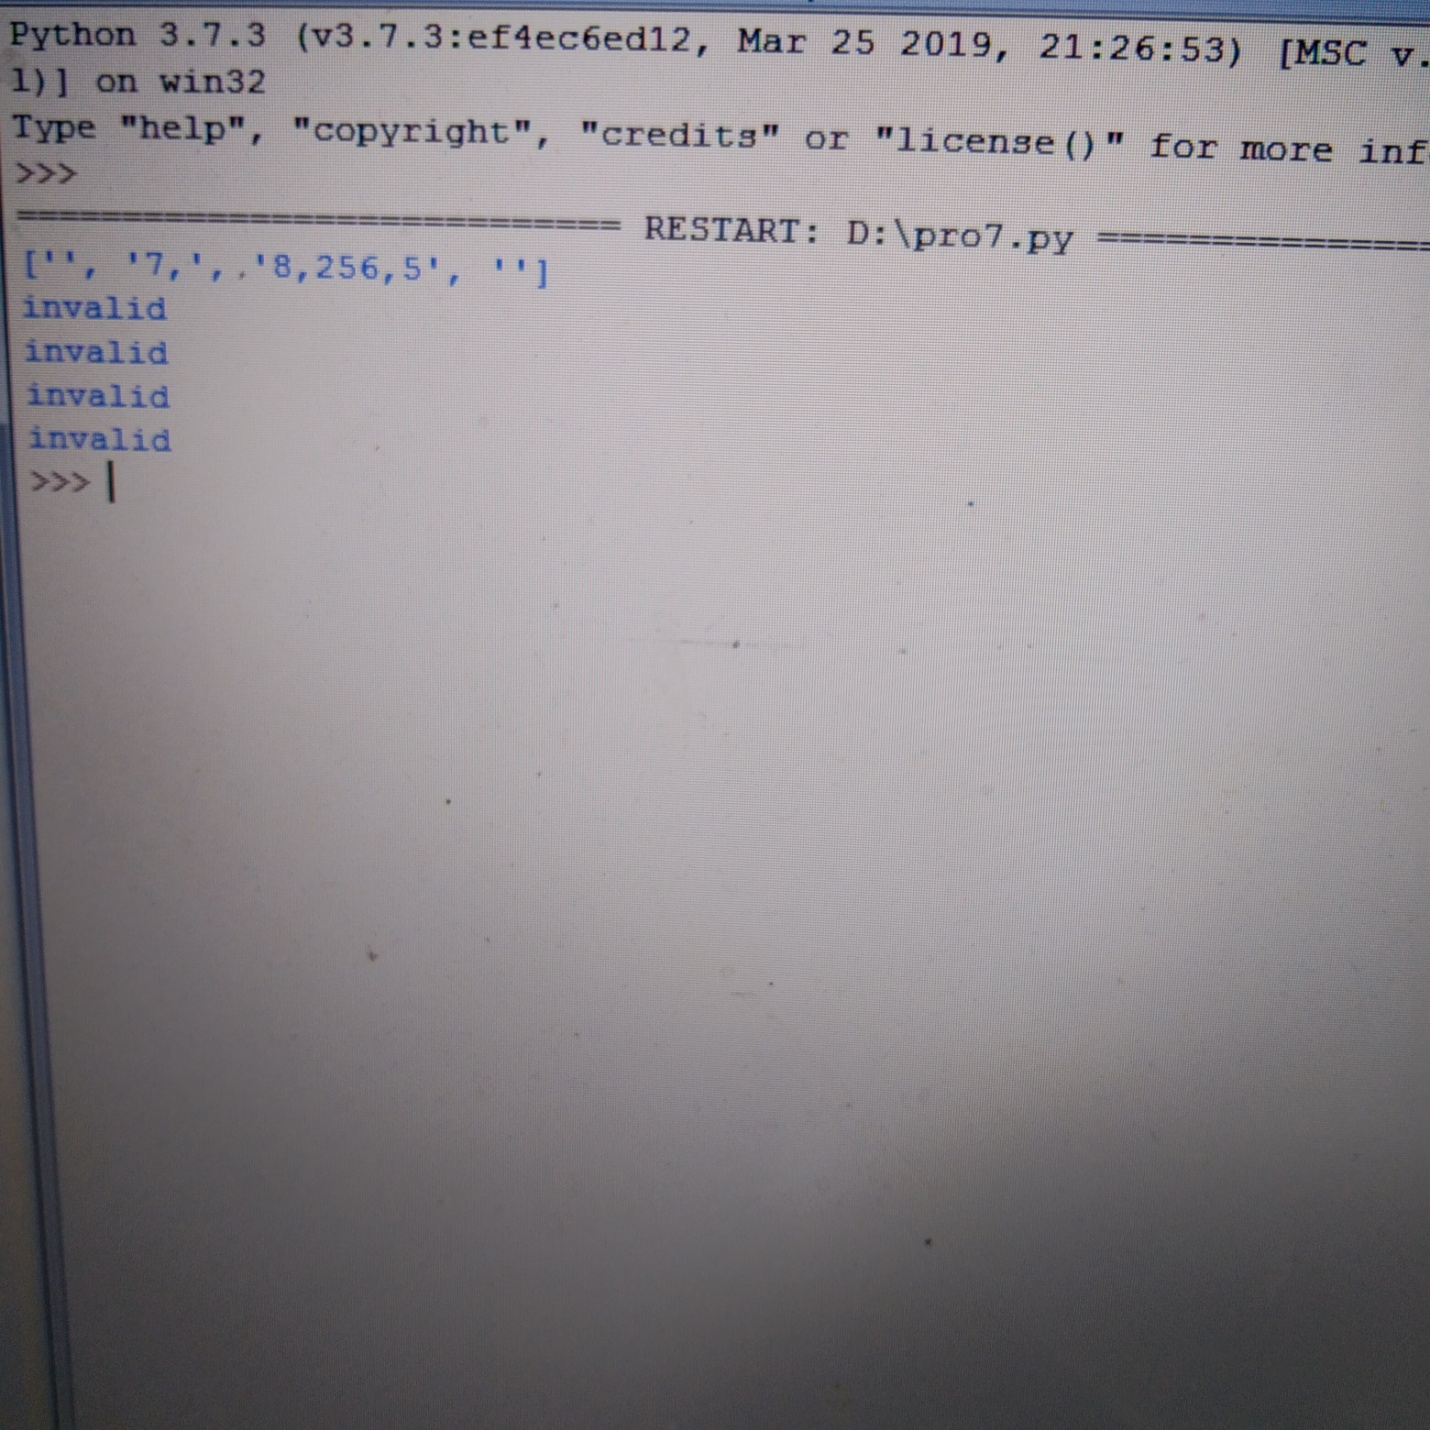 Python 3.7.3 (v3.7.3:ef4ec6ed12, Mar 25 2019, 21:26:53) [MSC v.
1)] on win32
Type "help", "copyright", "credits" or "license()" for more inf
>>>
============================= RESTART: D:\pro7.py ================
['', '7,', '8,256,5', '']
invalid
invalid
invalid
invalid
>>>